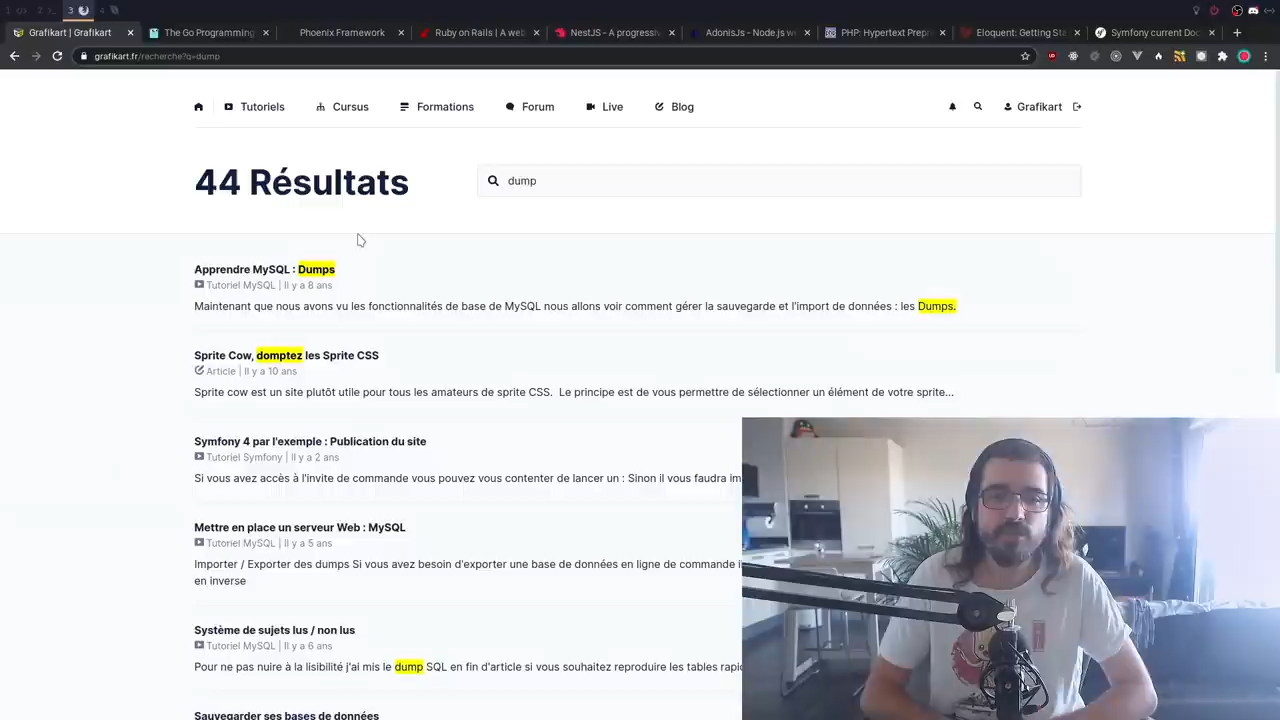 1
2
3
4
Grafikart | Grafikart
The Go Programming
Phoenix Framework
Ruby on Rails | A web
NestJS - A progressiv
AdonisJs - Node.js we
PHP: Hypertext Prepr
Eloquent: Getting Sta
Symfony current Doc
grafikart.fr/recherche?q=dump
Tutoriels
Cursus
Formations
Forum
Live
Blog
Grafikart
44 Résultats
dump
Apprendre MySQL : Dumps
Tutoriel MySQL | Il y a 8 ans
Maintenant que nous avons vu les fonctionnalités de base de MySQL nous allons voir comment gérer la sauvegarde et l'import de données : les Dumps.
Sprite Cow, domptez les Sprite CSS
Article | Il y a 10 ans
Sprite cow est un site plutôt utile pour tous les amateurs de sprite CSS.  Le principe est de vous permettre de sélectionner un élément de votre sprite...
Symfony 4 par l'exemple : Publication du site
Tutoriel Symfony | Il y a 2 ans
Si vous avez accès à l'invite de commande vous pouvez vous contenter de lancer un : Sinon il vous faudra im
Mettre en place un serveur Web : MySQL
Tutoriel MySQL | Il y a 5 ans
Importer / Exporter des dumps Si vous avez besoin d'exporter une base de données en ligne de commande i
en inverse
Système de sujets lus / non lus
Tutoriel MySQL | Il y a 6 ans
Pour ne pas nuire à la lisibilité j'ai mis le dump SQL en fin d'article si vous souhaitez reproduire les tables rapi
Sauvegarder ses bases de données